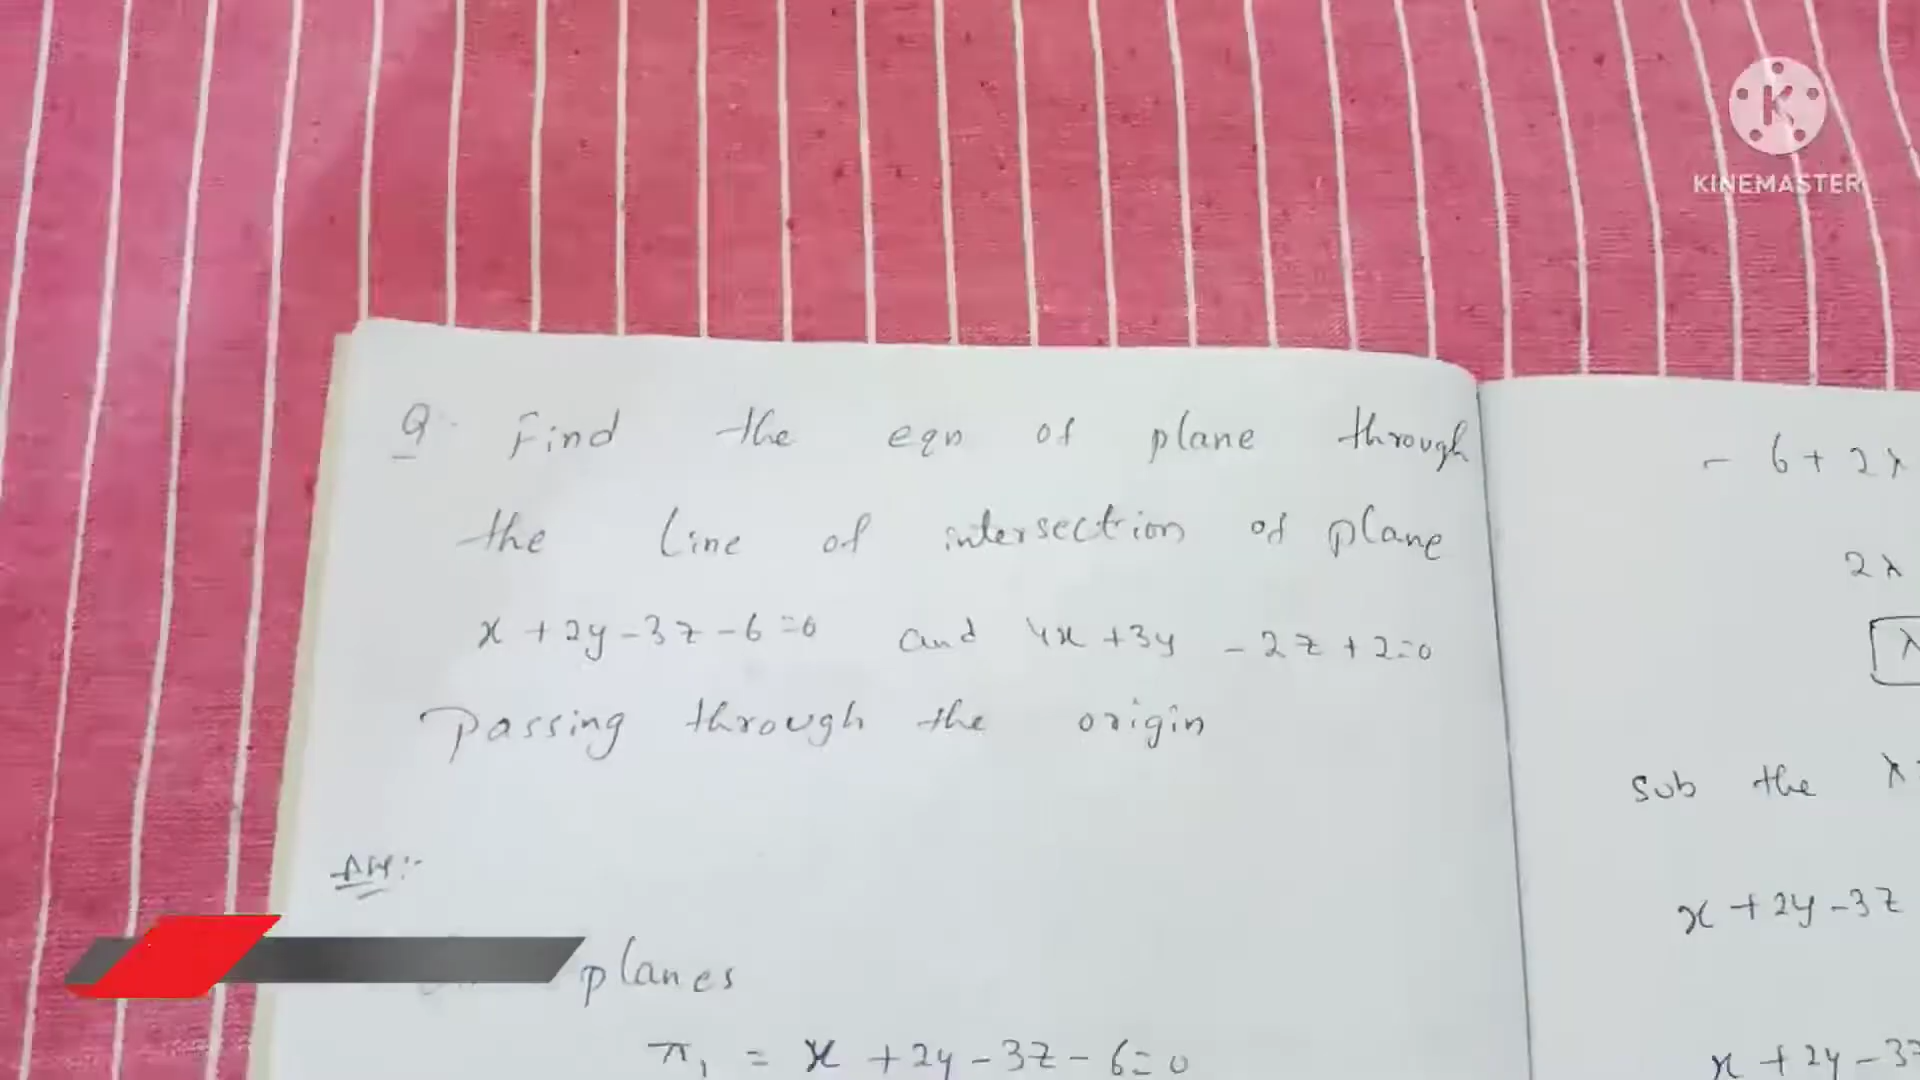 KINEMASTER
Q. Find the eqn of plane through
the line of intersection of plane
x + 2y - 3z - 6 = 0 and 4x + 3y - 2z + 2 = 0
Passing through the origin
Ans:-
planes
π₁ = x + 2y - 3z - 6 = 0
- 6 + 2λ
2λ
λ
Sub the λ
x + 2y - 3z
x + 2y - 3z